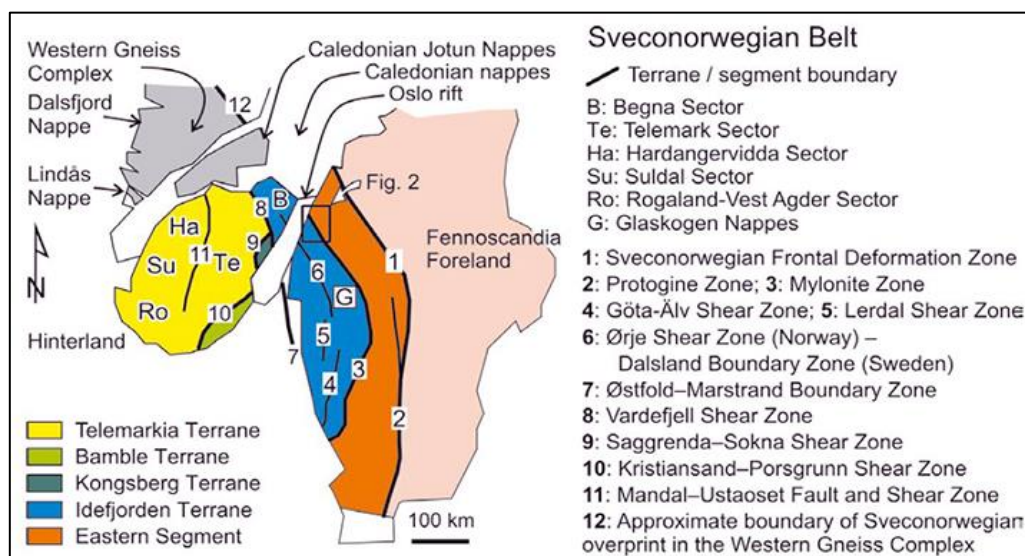 Western Gneiss
Complex
Dalsfjord
Nappe
Lindås
Nappe
Caledonian Jotun Nappes
Caledonian nappes
Oslo rift
12
Fig. 2
B
8
Ha
9
11
Su
Te
6
1
Fennoscandia
Foreland
G
Ro
10
5
Hinterland
7
4
3
2
Telemarkia Terrane
Bamble Terrane
Kongsberg Terrane
Idefjorden Terrane
Eastern Segment
100 km
Sveconorwegian Belt
Terrane / segment boundary
B: Begna Sector
Te: Telemark Sector
Ha: Hardangervidda Sector
Su: Suldal Sector
Ro: Rogaland-Vest Agder Sector
G: Glaskogen Nappes
1: Sveconorwegian Frontal Deformation Zone
2: Protogine Zone; 3: Mylonite Zone
4: Göta-Älv Shear Zone; 5: Lerdal Shear Zone
6: Ørje Shear Zone (Norway) –
Dalsland Boundary Zone (Sweden)
7: Østfold–Marstrand Boundary Zone
8: Vardefjell Shear Zone
9: Saggrenda–Sokna Shear Zone
10: Kristiansand–Porsgrunn Shear Zone
11: Mandal–Ustaoset Fault and Shear Zone
12: Approximate boundary of Sveconorwegian
overprint in the Western Gneiss Complex